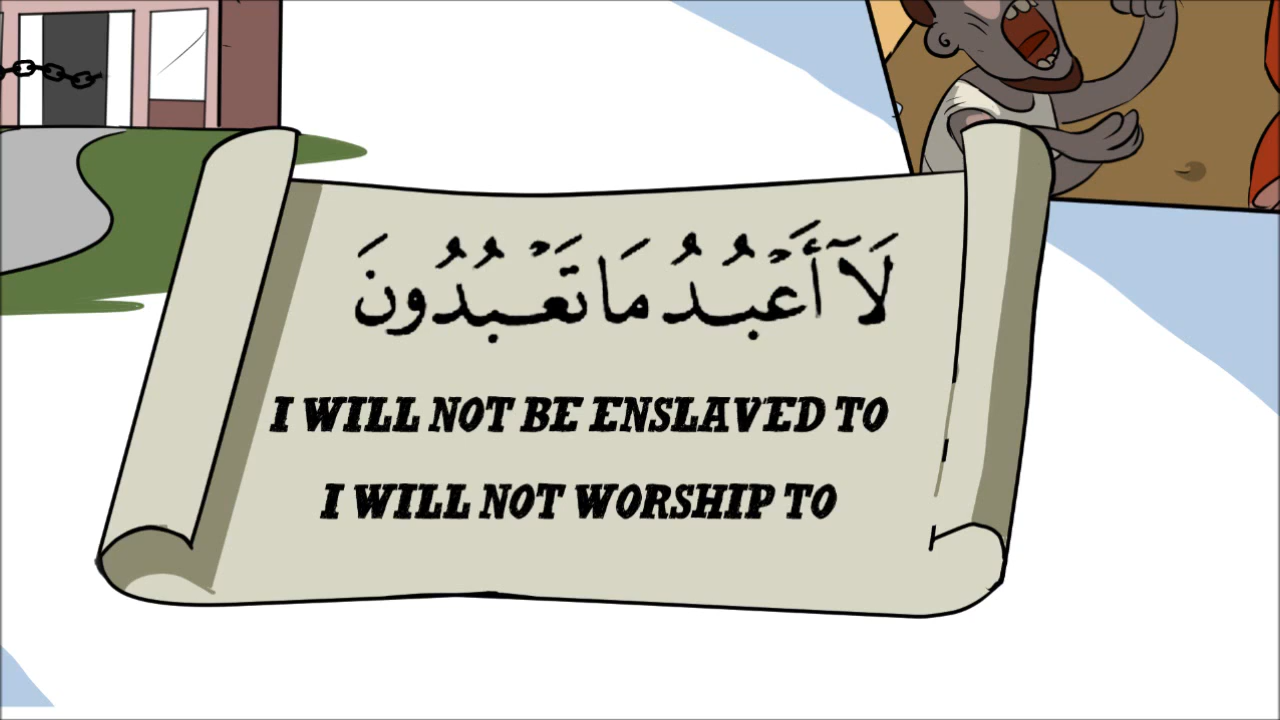 لَآ أَعْبُدُ مَا تَعْبُدُونَ
I WILL NOT BE ENSLAVED TO
I WILL NOT WORSHIP TO